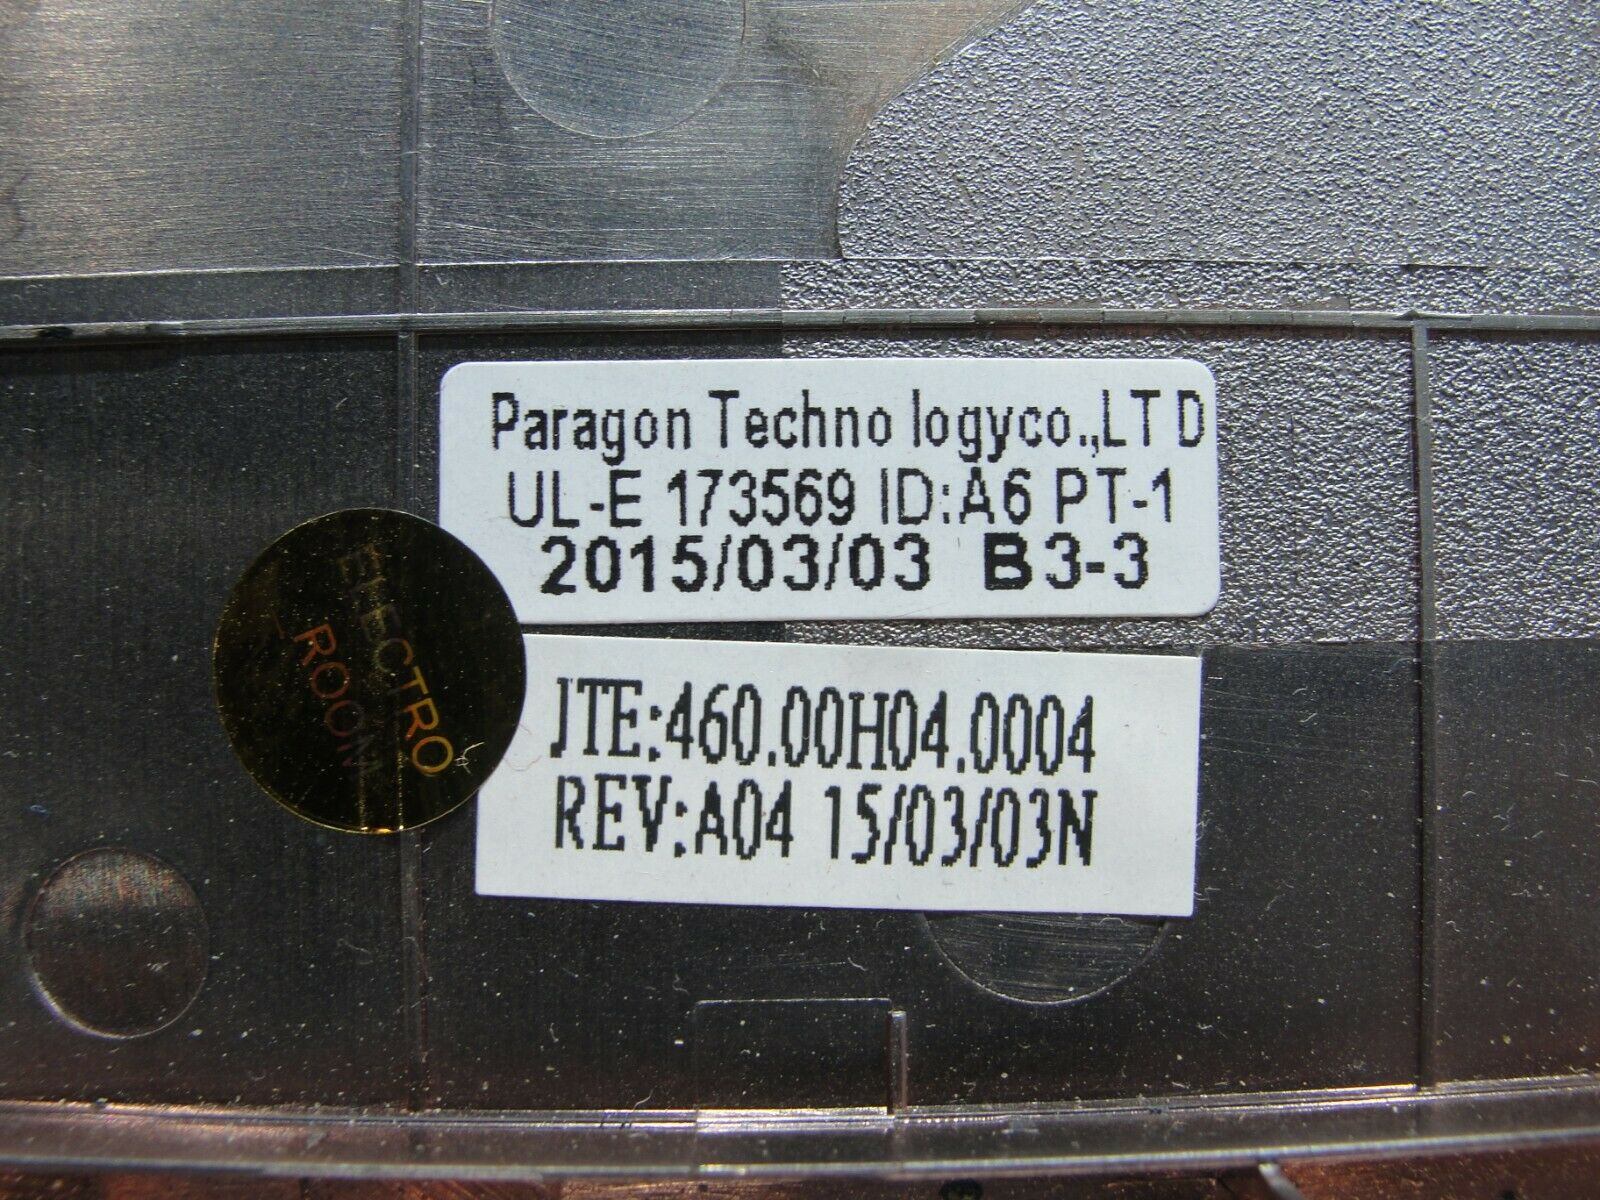 Paragon Techno logyco.,LT D
UL-E 173569 ID:A6 PT-1
2015/03/03 B3-3
ELECTRO
ROOM
JTE:460.00H04.0004
REV:A04 15/03/03N